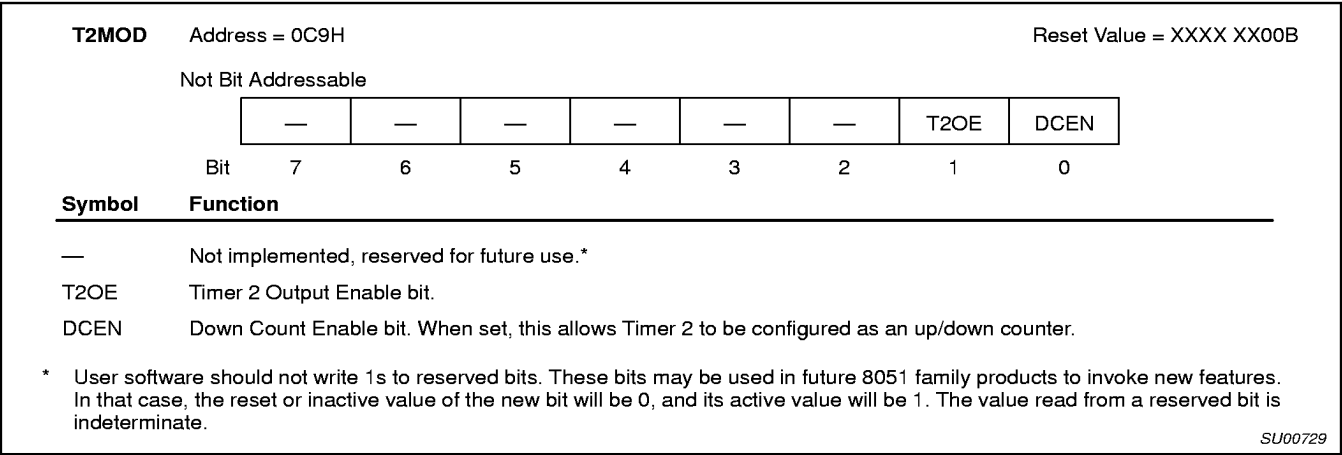 T2MOD Address = 0C9H Reset Value = XXXX XX00B
Not Bit Addressable
— — — — — — T2OE DCEN
Bit 7 6 5 4 3 2 1 0
Symbol Function
— Not implemented, reserved for future use.*
T2OE Timer 2 Output Enable bit.
DCEN Down Count Enable bit. When set, this allows Timer 2 to be configured as an up/down counter.
* User software should not write 1s to reserved bits. These bits may be used in future 8051 family products to invoke new features.
In that case, the reset or inactive value of the new bit will be 0, and its active value will be 1. The value read from a reserved bit is
indeterminate.
SU00729